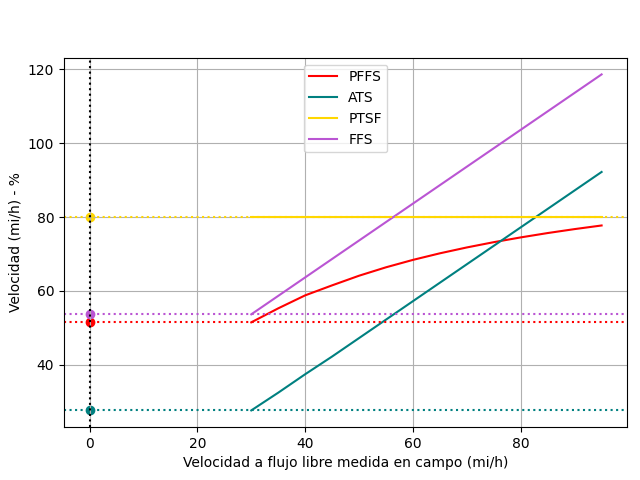 120
100
80
60
40
Velocidad (mi/h) - %
PFFS
ATS
PTSF
FFS
0
20
40
60
80
Velocidad a flujo libre medida en campo (mi/h)